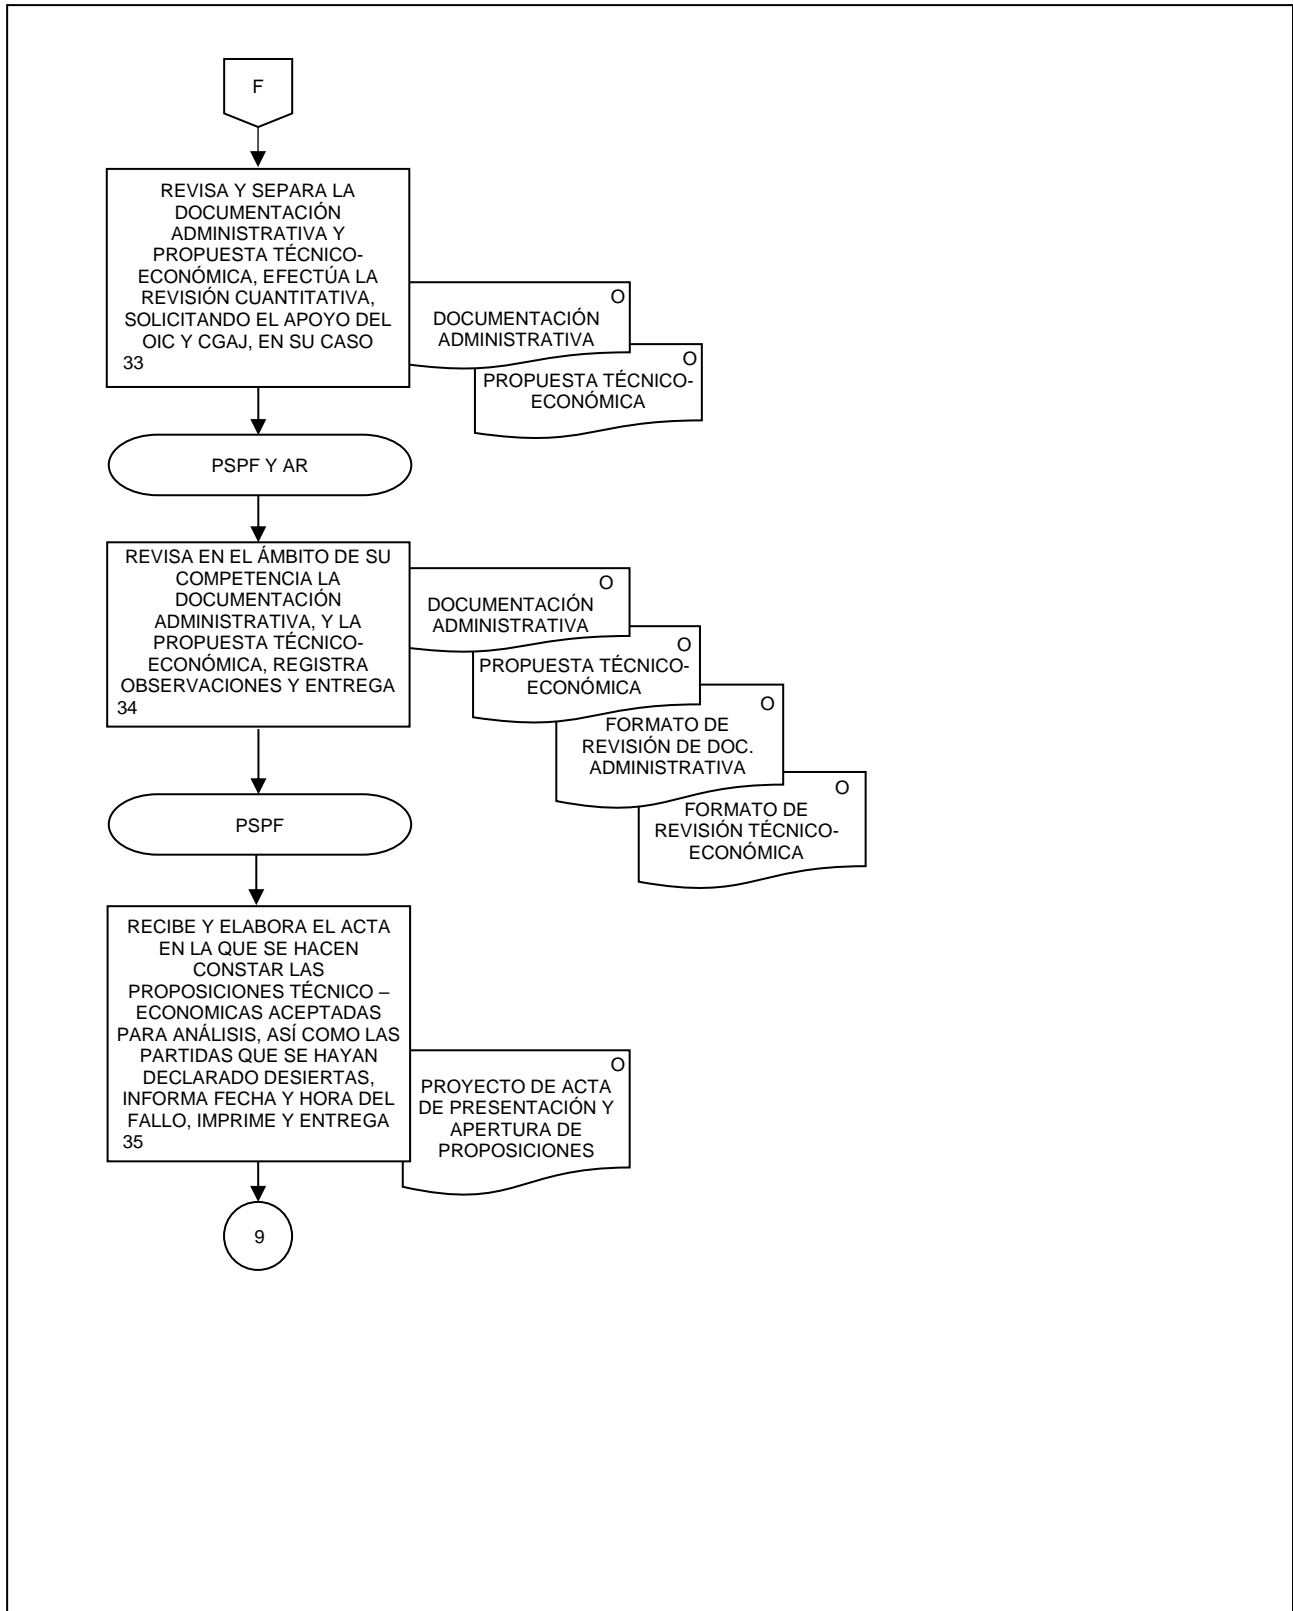 F
REVISA Y SEPARA LA
DOCUMENTACIÓN
ADMINISTRATIVA Y
PROPUESTA TÉCNICO-
ECONÓMICA, EFECTÚA LA
REVISIÓN CUANTITATIVA,
SOLICITANDO EL APOYO DEL
OIC Y CGAJ, EN SU CASO
33
O
DOCUMENTACIÓN
ADMINISTRATIVA
O
PROPUESTA TÉCNICO-
ECONÓMICA
PSPF Y AR
REVISA EN EL ÁMBITO DE SU
COMPETENCIA LA
DOCUMENTACIÓN
ADMINISTRATIVA, Y LA
PROPUESTA TÉCNICO-
ECONÓMICA, REGISTRA
OBSERVACIONES Y ENTREGA
34
O
DOCUMENTACIÓN
ADMINISTRATIVA
O
PROPUESTA TÉCNICO-
ECONÓMICA
O
FORMATO DE
REVISIÓN DE DOC.
ADMINISTRATIVA
O
FORMATO DE
REVISIÓN TÉCNICO-
ECONÓMICA
PSPF
RECIBE Y ELABORA EL ACTA
EN LA QUE SE HACEN
CONSTAR LAS
PROPOSICIONES TÉCNICO –
ECONOMICAS ACEPTADAS
PARA ANÁLISIS, ASÍ COMO LAS
PARTIDAS QUE SE HAYAN
DECLARADO DESIERTAS,
INFORMA FECHA Y HORA DEL
FALLO, IMPRIME Y ENTREGA
35
O
PROYECTO DE ACTA
DE PRESENTACIÓN Y
APERTURA DE
PROPOSICIONES
9